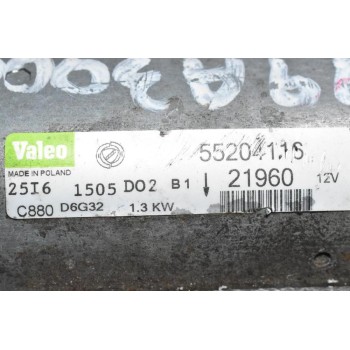 Valeo
55204116
MADE IN POLAND
25I6 1505 D02 B1 ↓ 21960 12V
C880 D6G32 1.3 KW